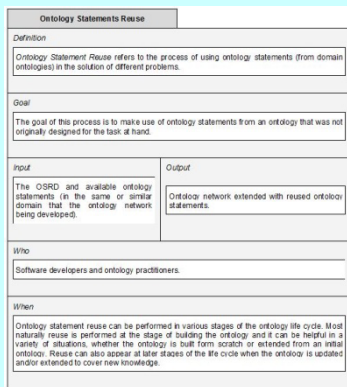 Ontology Statements Reuse
Definition
Ontology Statement Reuse refers to the process of using ontology statements (from domain
ontologies) in the solution of different problems.
Goal
The goal of this process is to make use of ontology statements from an ontology that was not
originally designed for the task at hand.
Input
The OSRD and available ontology
statements (in the same or similar
domain that the ontology network
being developed).
Output
Ontology network extended with reused ontology
statements.
Who
Software developers and ontology practitioners.
When
Ontology statement reuse can be performed in various stages of the ontology life cycle. Most
naturally reuse is performed at the stage of building the ontology and it can be helpful in a
variety of situations, whether the ontology is built form scratch or extended from an initial
ontology. Reuse can also appear at later stages of the life cycle when the ontology is updated
and/or extended to cover new knowledge.